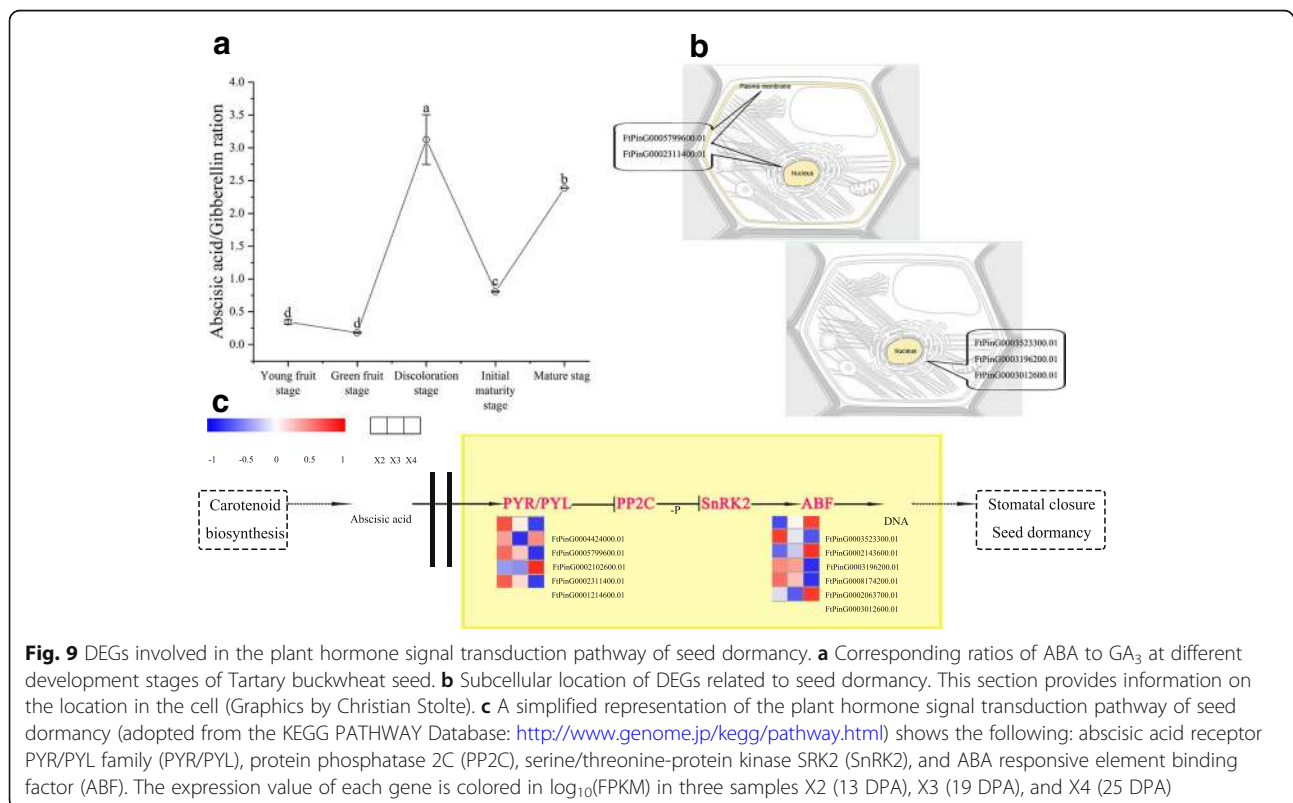 a
Abscisic acid/Gibberellin ration
4.0
3.5
3.0
2.5
2.0
1.5
1.0
0.5
0.0
d
d
a
c
b
Young fruit stage
Green fruit stage
Discoloration stage
Initial maturity stage
Mature stag
b
Plasma membrane
FtPinG0005799600.01
FtPinG0002311400.01
Nucleus
Nucleus
FtPinG0003523300.01
FtPinG0003196200.01
FtPinG0003012600.01
c
-1 -0.5 0 0.5 1
X2 X3 X4
Carotenoid
biosynthesis
Abscisic acid
PYR/PYL
PP2C
-P
SnRK2
ABF
DNA
Stomatal closure
Seed dormancy
FtPinG0004424000.01
FtPinG0005799600.01
FtPinG0002102600.01
FtPinG0002311400.01
FtPinG0001214600.01
FtPinG0003523300.01
FtPinG0002143600.01
FtPinG0003196200.01
FtPinG0008174200.01
FtPinG0002063700.01
FtPinG0003012600.01
Fig. 9 DEGs involved in the plant hormone signal transduction pathway of seed dormancy. a Corresponding ratios of ABA to GA₃ at different
development stages of Tartary buckwheat seed. b Subcellular location of DEGs related to seed dormancy. This section provides information on
the location in the cell (Graphics by Christian Stolte). c A simplified representation of the plant hormone signal transduction pathway of seed
dormancy (adopted from the KEGG PATHWAY Database: http://www.genome.jp/kegg/pathway.html) shows the following: abscisic acid receptor
PYR/PYL family (PYR/PYL), protein phosphatase 2C (PP2C), serine/threonine-protein kinase SRK2 (SnRK2), and ABA responsive element binding
factor (ABF). The expression value of each gene is colored in log₁₀(FPKM) in three samples X2 (13 DPA), X3 (19 DPA), and X4 (25 DPA)